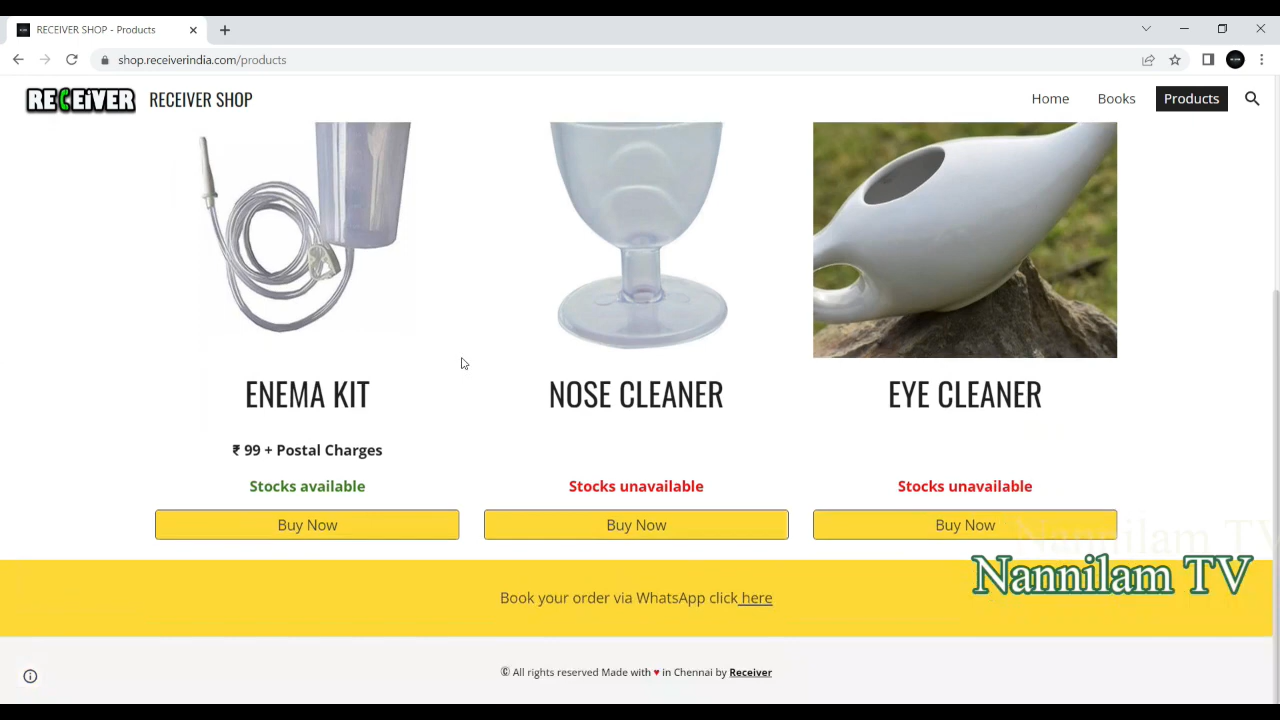 RECEIVER SHOP - Products
shop.receiverindia.com/products
RECEiVER RECEIVER SHOP Home Books Products
ENEMA KIT NOSE CLEANER EYE CLEANER
₹ 99 + Postal Charges
Stocks available Stocks unavailable Stocks unavailable
Buy Now Buy Now Buy Now
Nannilam TV
Nannilam TV
Book your order via WhatsApp click here
© All rights reserved Made with ♥ in Chennai by Receiver